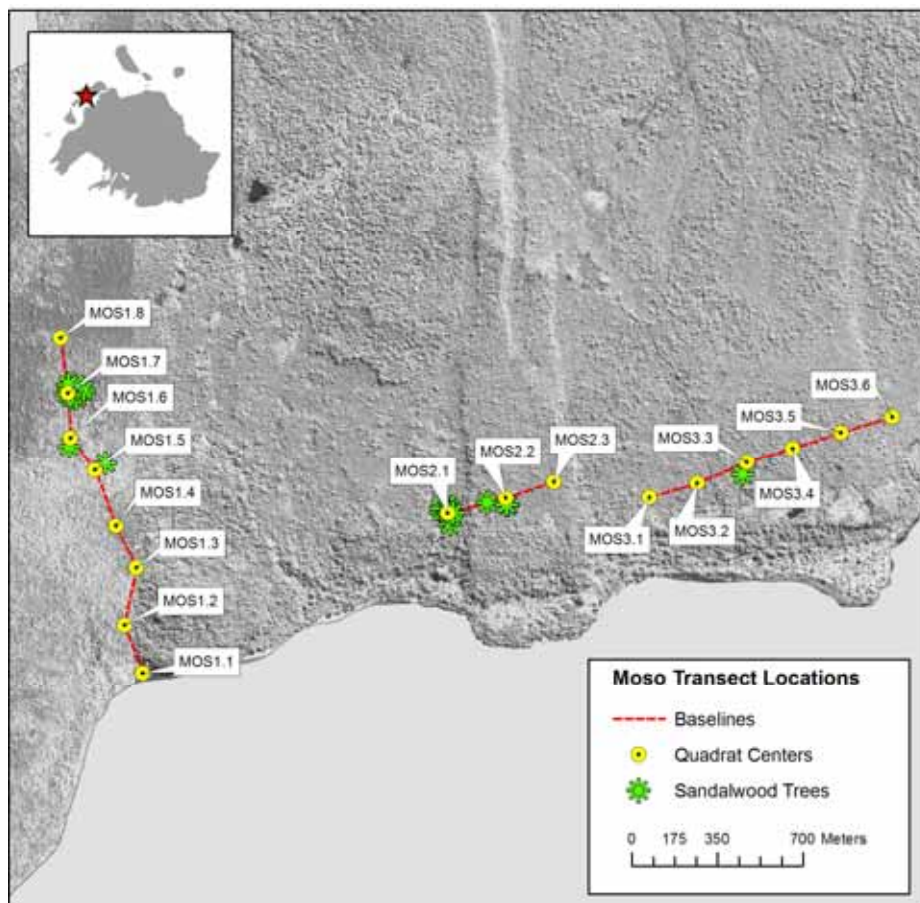 MOS1.8
MOS1.7
MOS1.6
MOS1.5
MOS1.4
MOS1.3
MOS1.2
MOS1.1
MOS2.1
MOS2.2
MOS2.3
MOS3.1
MOS3.2
MOS3.3
MOS3.4
MOS3.5
MOS3.6
Moso Transect Locations
Baselines
Quadrat Centers
Sandalwood Trees
0 175 350 700 Meters